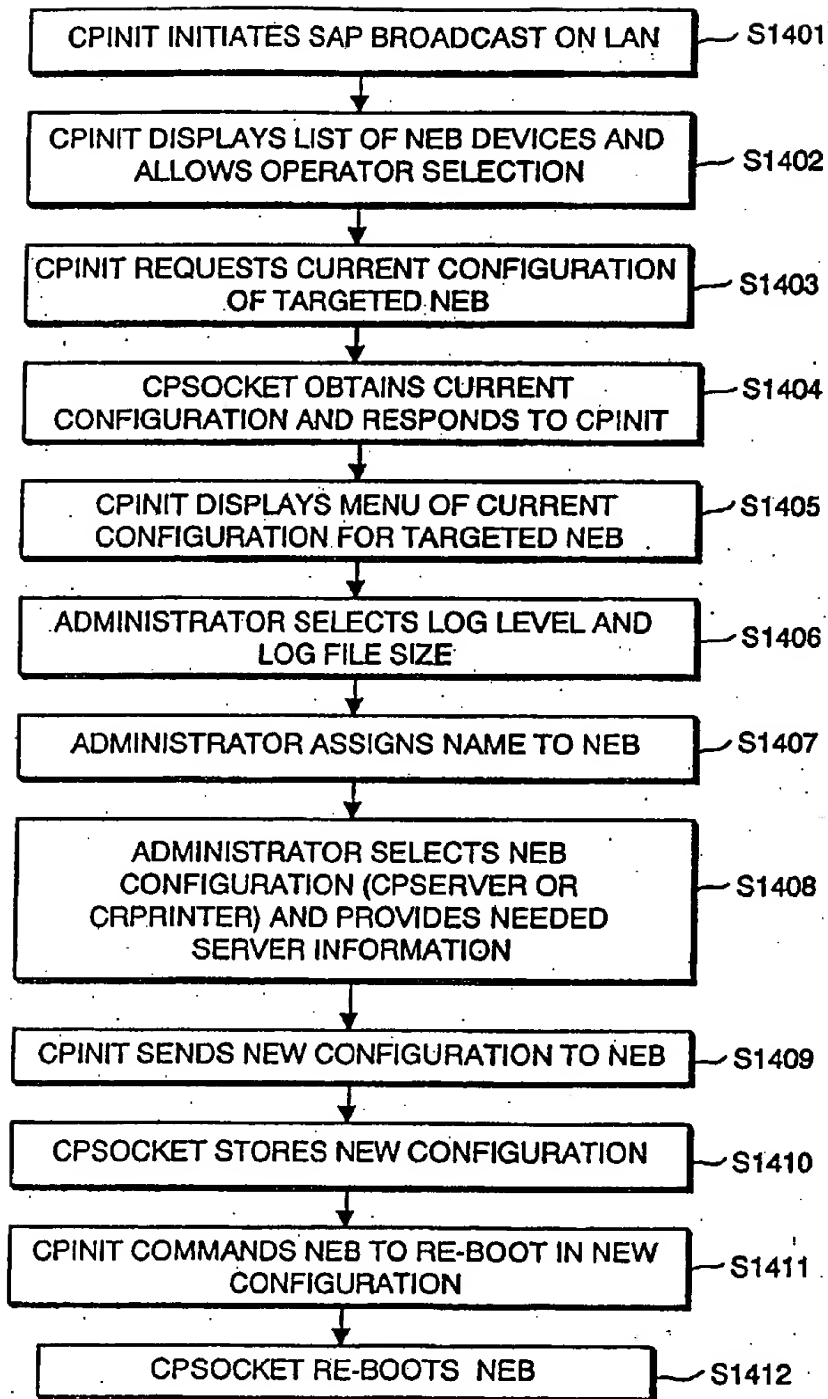 CPINIT INITIATES SAP BROADCAST ON LAN
S1401
CPINIT DISPLAYS LIST OF NEB DEVICES AND
ALLOWS OPERATOR SELECTION
S1402
CPINIT REQUESTS CURRENT CONFIGURATION
OF TARGETED NEB
S1403
CPSOCKET OBTAINS CURRENT
CONFIGURATION AND RESPONDS TO CPINIT
S1404
CPINIT DISPLAYS MENU OF CURRENT
CONFIGURATION FOR TARGETED NEB
S1405
ADMINISTRATOR SELECTS LOG LEVEL AND
LOG FILE SIZE
S1406
ADMINISTRATOR ASSIGNS NAME TO NEB
S1407
ADMINISTRATOR SELECTS NEB
CONFIGURATION (CPSERVER OR
CRPRINTER) AND PROVIDES NEEDED
SERVER INFORMATION
S1408
CPINIT SENDS NEW CONFIGURATION TO NEB
S1409
CPSOCKET STORES NEW CONFIGURATION
S1410
CPINIT COMMANDS NEB TO RE-BOOT IN NEW
CONFIGURATION
S1411
CPSOCKET RE-BOOTS NEB
S1412